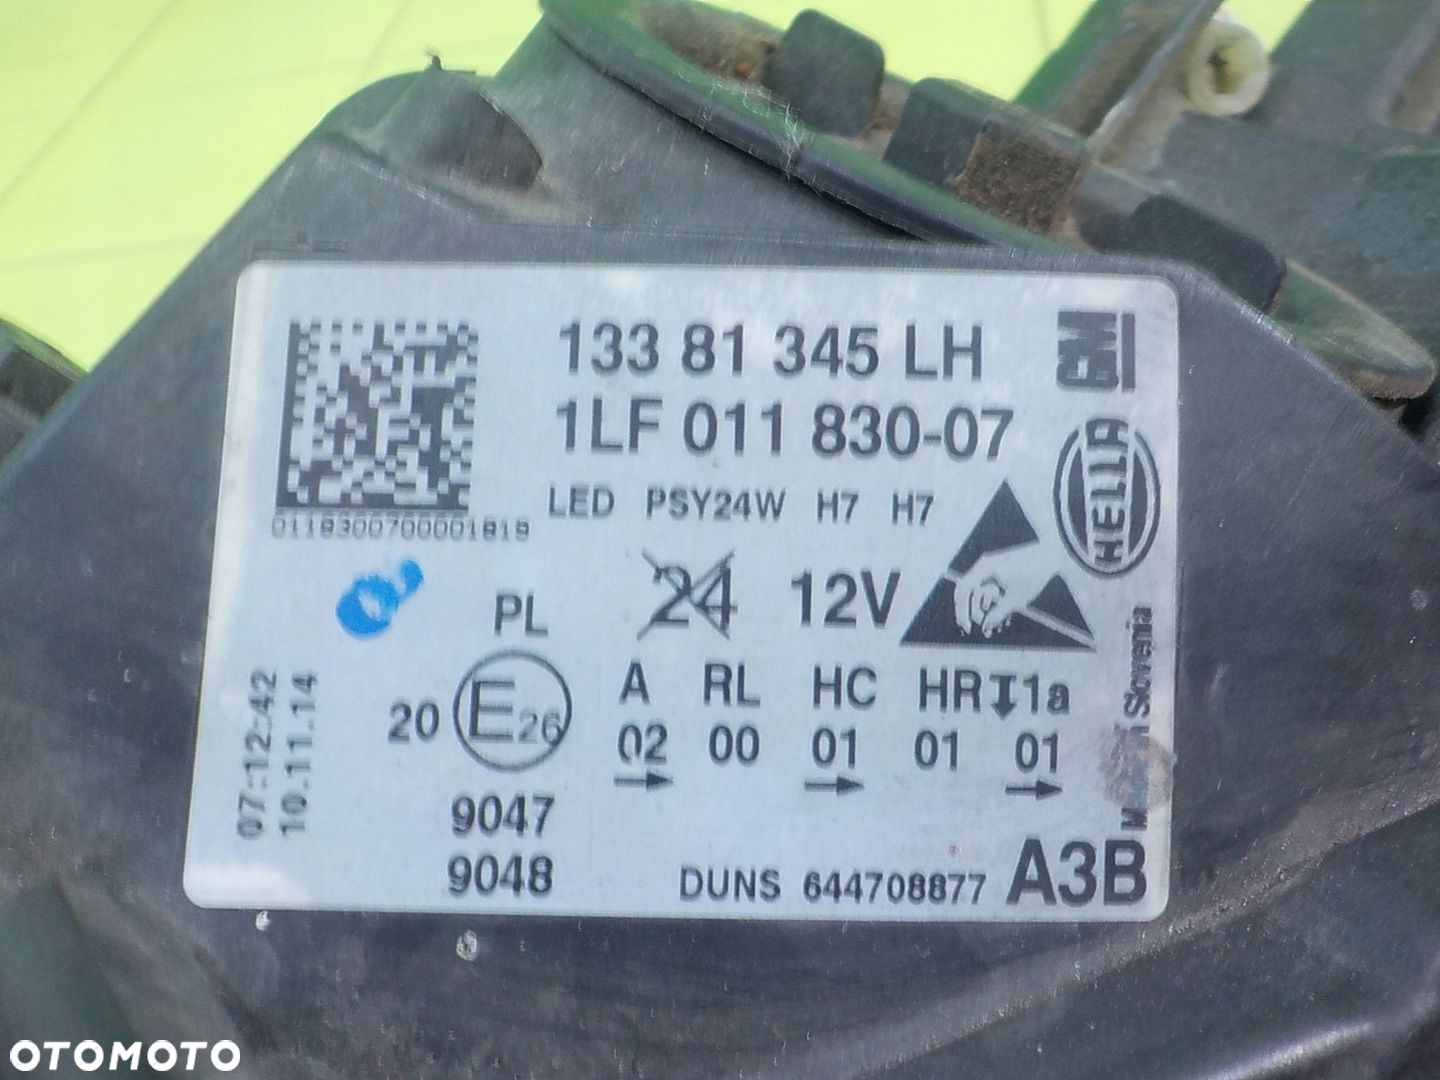 133 81 345 LH
GM
1LF 011 830-07
HELLA
LED PSY24W H7 H7
0118300700001819
PL
24 12V
A RL HC HR 1a
20 E26
02 00 01 01 01
07:12:42
10.11.14
9047
9048
DUNS 644708877 A3B
in Slovenia
OTOMOTO